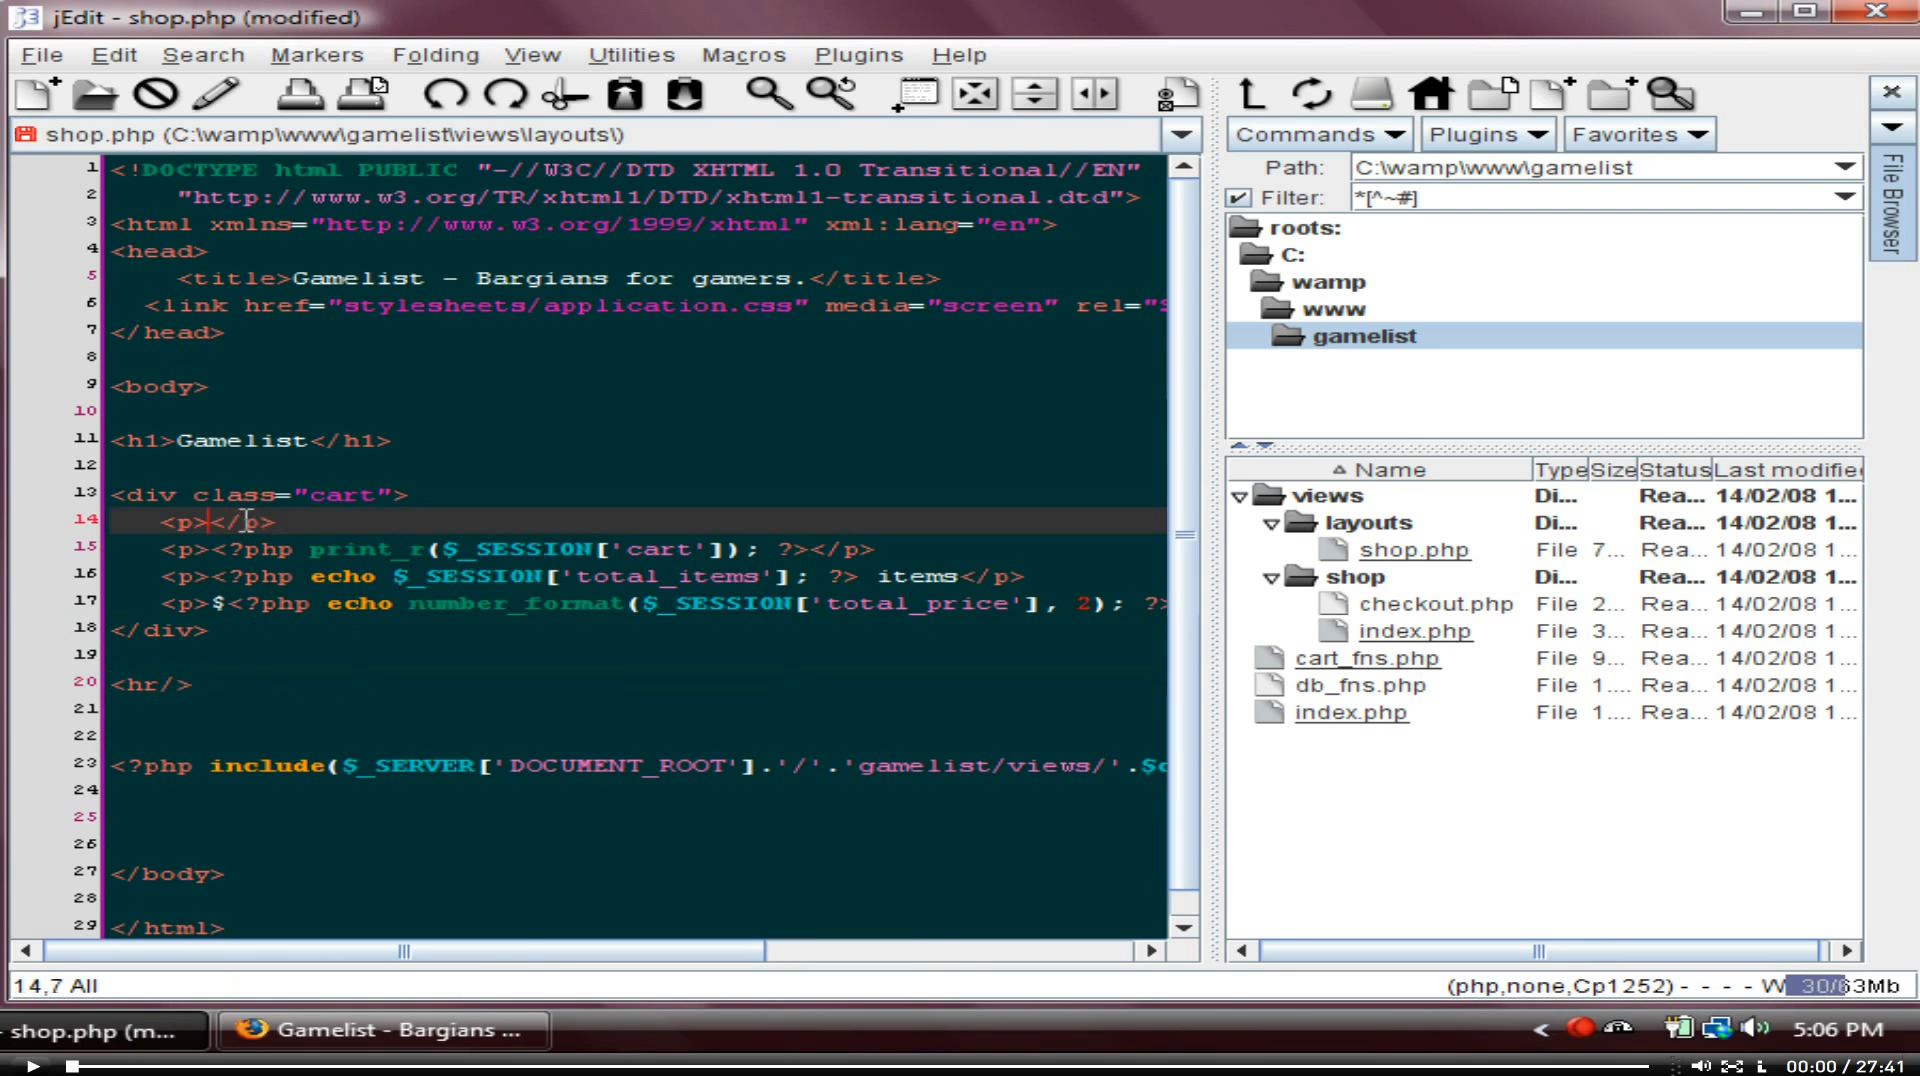 jEdit - shop.php (modified)
File Edit Search Markers Folding View Utilities Macros Plugins Help
shop.php (C:\wamp\www\gamelist\views\layouts\)
1 <!DOCTYPE html PUBLIC "-//W3C//DTD XHTML 1.0 Transitional//EN"
2 "http://www.w3.org/TR/xhtml1/DTD/xhtml1-transitional.dtd">
3 <html xmlns="http://www.w3.org/1999/xhtml" xml:lang="en">
4 <head>
5 <title>Gamelist - Bargians for gamers.</title>
6 <link href="stylesheets/application.css" media="screen" rel="
7 </head>
8
9 <body>
10
11 <h1>Gamelist</h1>
12
13 <div class="cart">
14 <p></p>
15 <p><?php print_r($_SESSION['cart']); ?></p>
16 <p><?php echo $_SESSION['total_items']; ?> items</p>
17 <p>$<?php echo number_format($_SESSION['total_price'], 2); ?>
18 </div>
19
20 <hr/>
21
22
23 <?php include($_SERVER['DOCUMENT_ROOT'].'/'.'gamelist/views/'.$c
24
25
26
27 </body>
28
29 </html>
14,7 All
Commands Plugins Favorites
Path: C:\wamp\www\gamelist
Filter: *[^~#]
roots:
C:
wamp
www
gamelist
Name Type Size Status Last modifie
views Di... Rea... 14/02/08 1...
layouts Di... Rea... 14/02/08 1...
shop.php File 7... Rea... 14/02/08 1...
shop Di... Rea... 14/02/08 1...
checkout.php File 2... Rea... 14/02/08 1...
index.php File 3... Rea... 14/02/08 1...
cart_fns.php File 9... Rea... 14/02/08 1...
db_fns.php File 1.... Rea... 14/02/08 1...
index.php File 1.... Rea... 14/02/08 1...
File Browser
(php,none,Cp1252) - - - - W 30/63Mb
- shop.php (m...
Gamelist - Bargians ...
5:06 PM
00:00 / 27:41